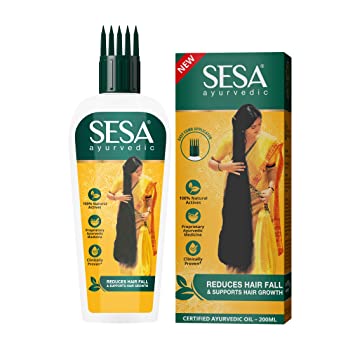 SESA®
ayurvedic
100% Natural
Actives
Proprietary
Ayurvedic
Medicine
Clinically
Proven*
REDUCES HAIR FALL
& SUPPORTS HAIR GROWTH
NEW
SESA®
ayurvedic
100% Natural
Actives
Proprietary
Ayurvedic
Medicine
Clinically
Proven*
REDUCES HAIR FALL
& SUPPORTS HAIR GROWTH
CERTIFIED AYURVEDIC OIL – 200ML